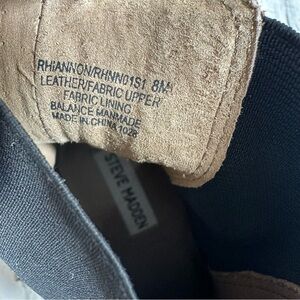 RHIANNON/RHNN01S1 8M
LEATHER/FABRIC UPPER
FABRIC LINING
BALANCE MANMADE
MADE IN CHINA 1028
STEVE MADDEN